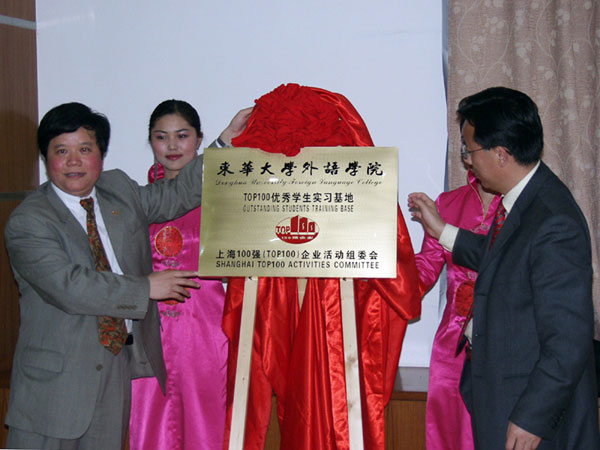 東華大学外語学院
Donghua University Foreign Language College
TOP100优秀学生实习基地
OUTSTANDING STUDENTS TRAINING BASE
TOP100
上海100强(TOP100)企业活动组委会
SHANGHAI TOP100 ACTIVITIES COMMITTEE